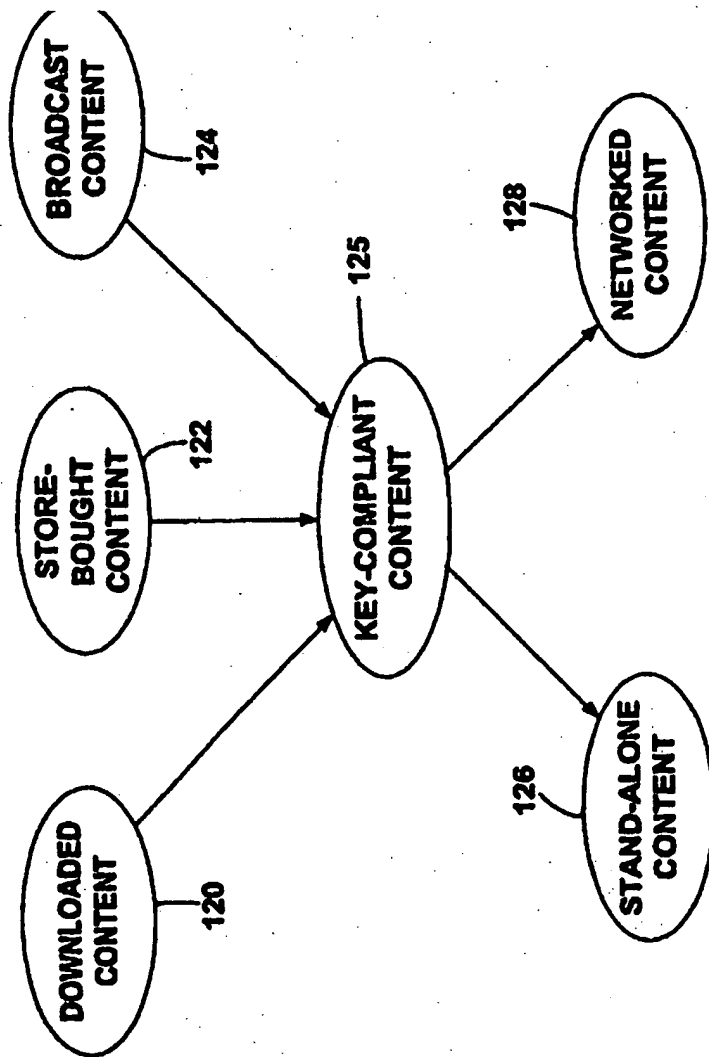 DOWNLOADED
CONTENT
120
STORE-
BOUGHT
CONTENT
122
BROADCAST
CONTENT
124
KEY-COMPLIANT
CONTENT
125
STAND-ALONE
CONTENT
126
NETWORKED
CONTENT
128